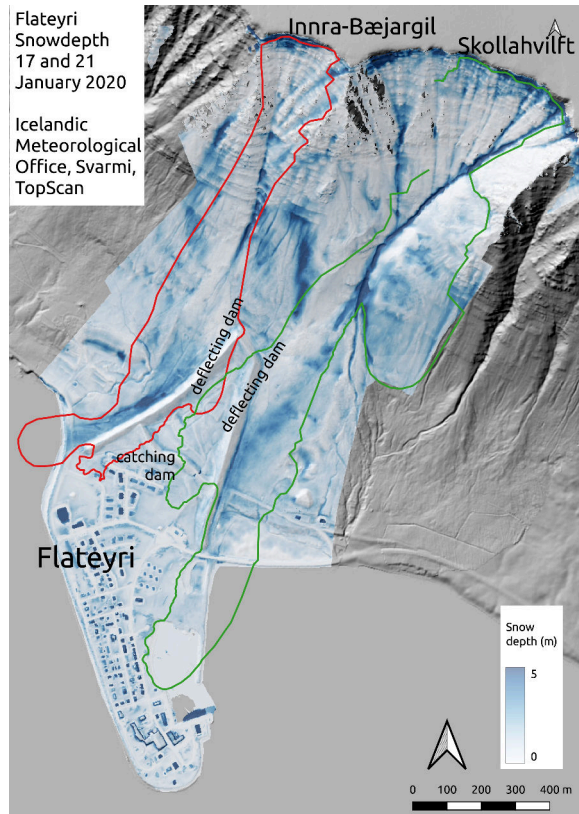 Flateyri
Snowdepth
17 and 21
January 2020
Icelandic
Meteorological
Office, Svarmi,
TopScan
Innra-Bæjargil
Skollahvilft
deflecting dam
deflecting dam
catching
dam
Flateyri
Snow
depth (m)
5
0
0 100 200 300 400 m